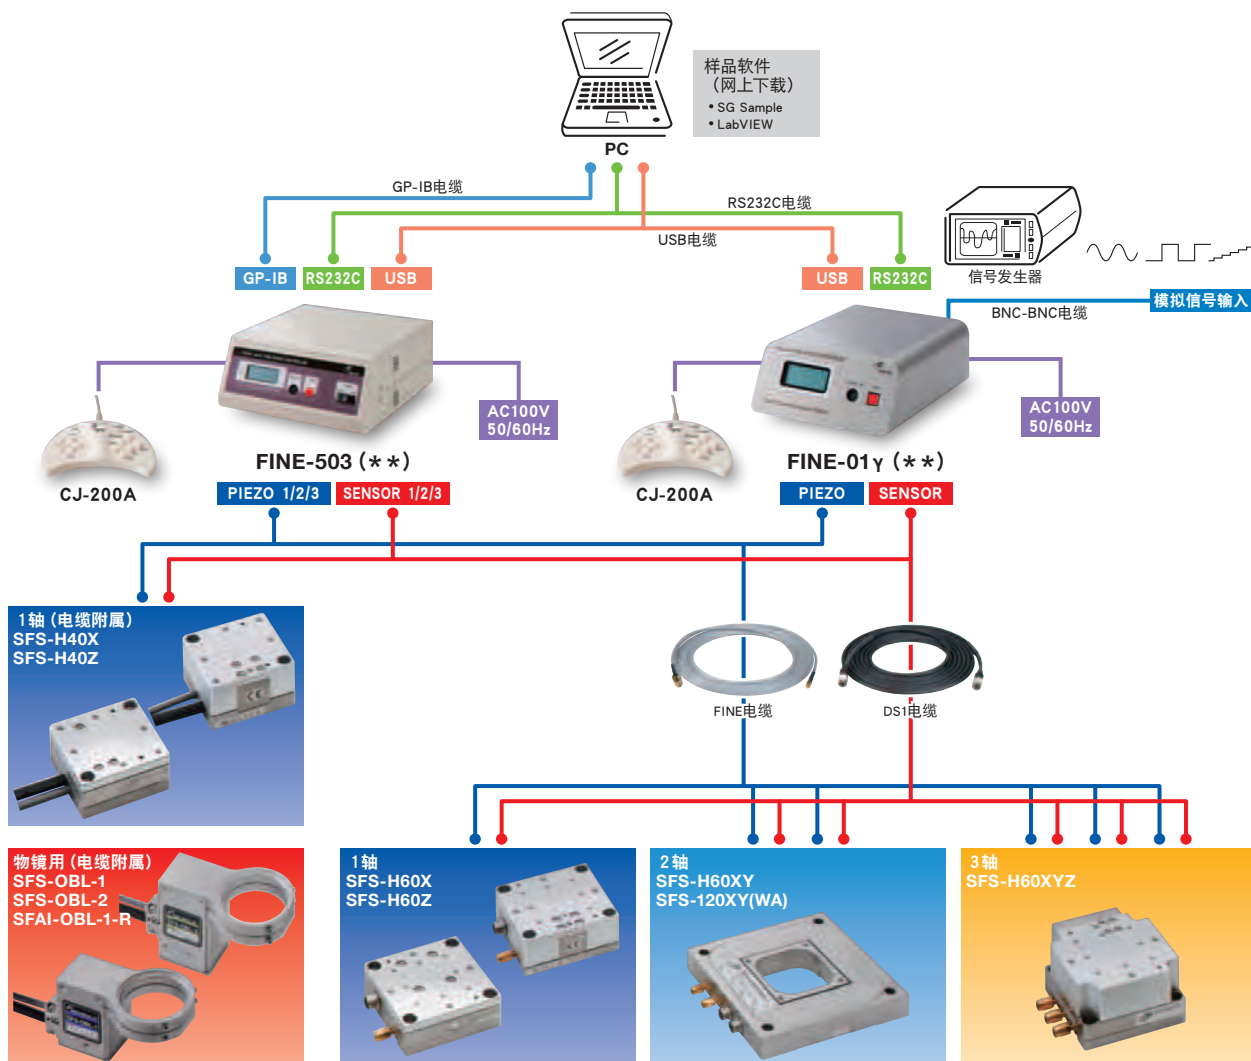 样品软件
（网上下载）
• SG Sample
• LabVIEW
PC
GP-IB电缆
RS232C电缆
USB电缆
GP-IB
RS232C
USB
USB
RS232C
信号发生器
模拟信号输入
BNC-BNC电缆
AC100V
50/60Hz
AC100V
50/60Hz
CJ-200A
FINE-503 (＊＊)
CJ-200A
FINE-01γ (＊＊)
PIEZO 1/2/3
SENSOR 1/2/3
PIEZO
SENSOR
1轴 (电缆附属)
SFS-H40X
SFS-H40Z
FINE电缆
DS1电缆
物镜用 (电缆附属)
SFS-OBL-1
SFS-OBL-2
SFAI-OBL-1-R
1轴
SFS-H60X
SFS-H60Z
2轴
SFS-H60XY
SFS-120XY(WA)
3轴
SFS-H60XYZ